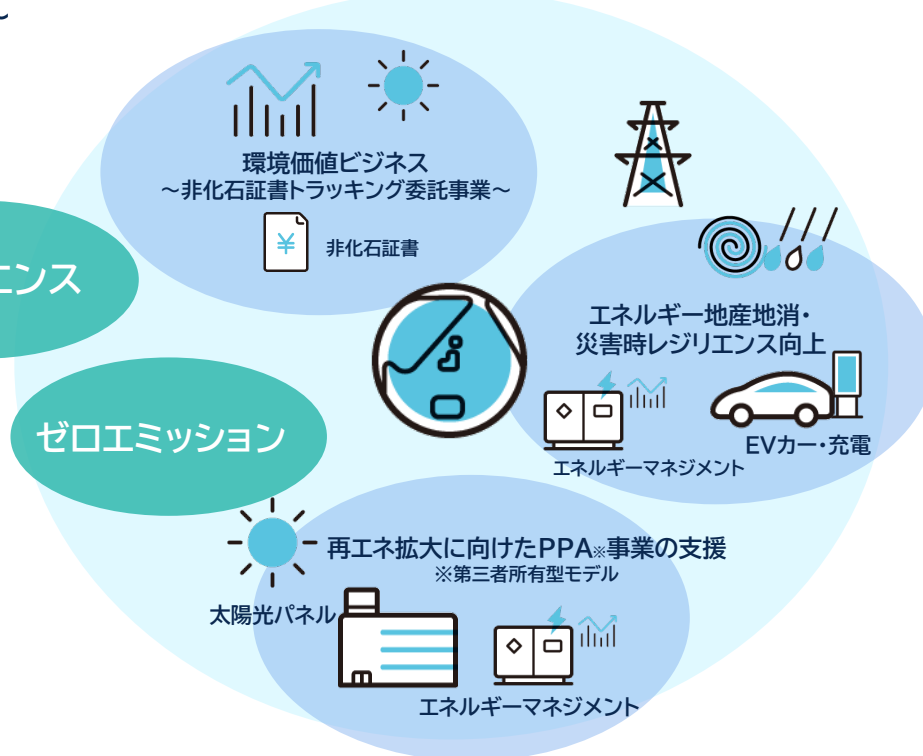 環境価値ビジネス
～非化石証書トラッキング委託事業～
¥
非化石証書
エンス
エネルギー地産地消・
災害時レジリエンス向上
エネルギーマネジメント
EVカー・充電
ゼロエミッション
再エネ拡大に向けたPPA※事業の支援
※第三者所有型モデル
太陽光パネル
エネルギーマネジメント